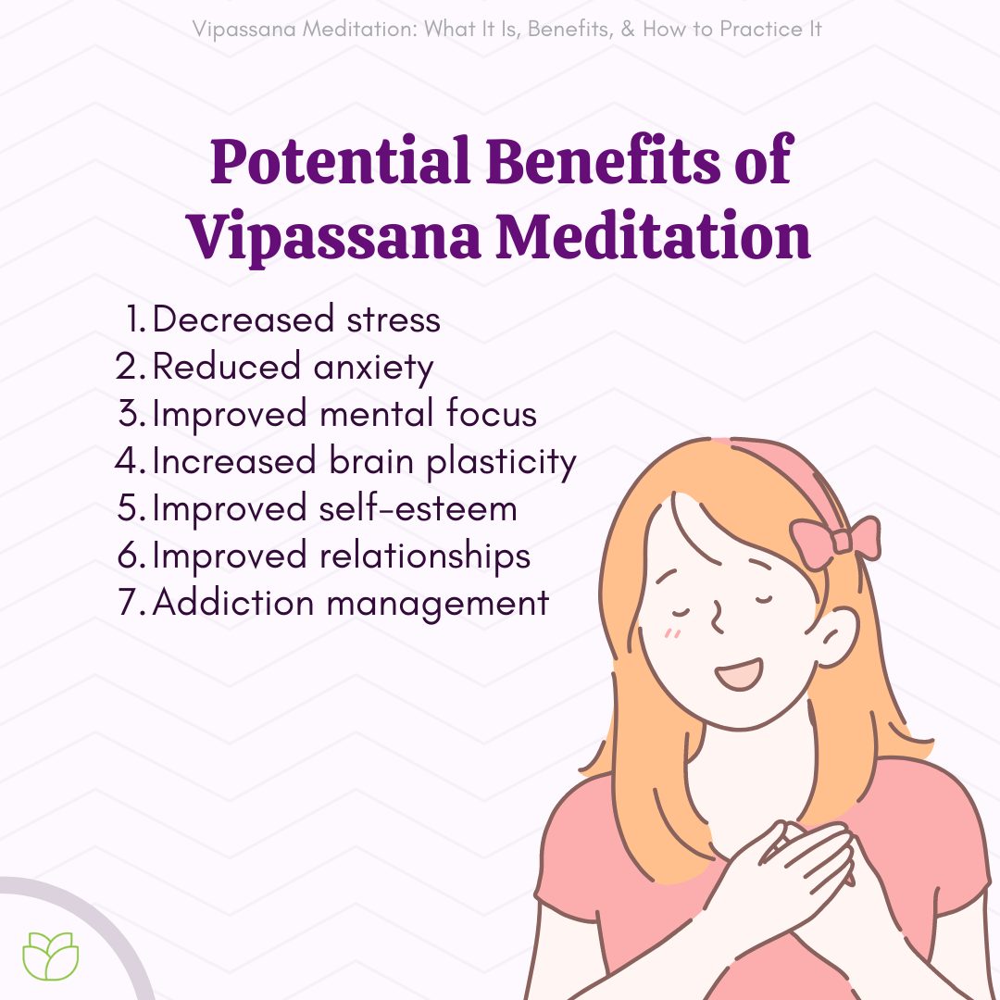 Vipassana Meditation: What It Is, Benefits, & How to Practice It
Potential Benefits of
Vipassana Meditation
1. Decreased stress
2. Reduced anxiety
3. Improved mental focus
4. Increased brain plasticity
5. Improved self-esteem
6. Improved relationships
7. Addiction management